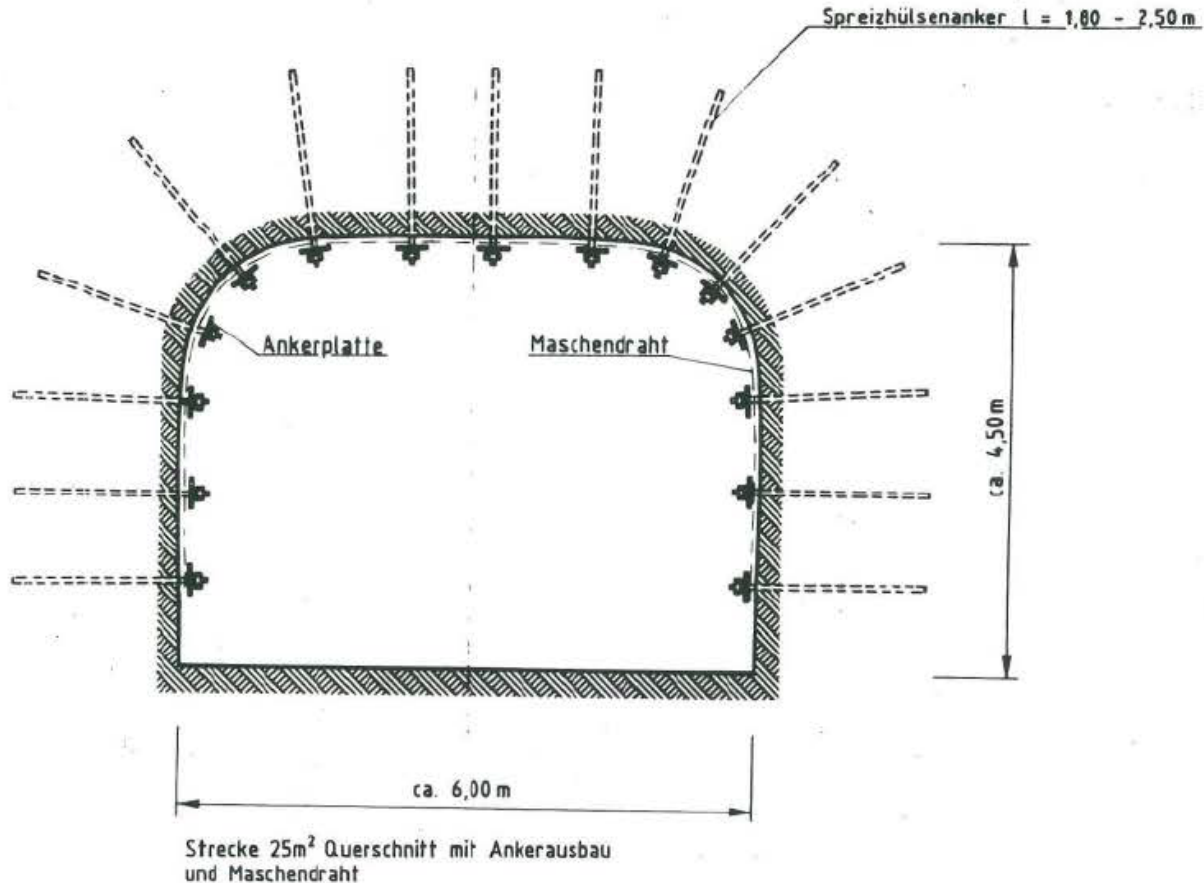 Spreizhülsenanker l = 1,80 - 2,50 m
Ankerplatte
Maschendraht
ca. 4,50 m
ca. 6,00 m
Strecke 25m² Querschnitt mit Ankerausbau
und Maschendraht